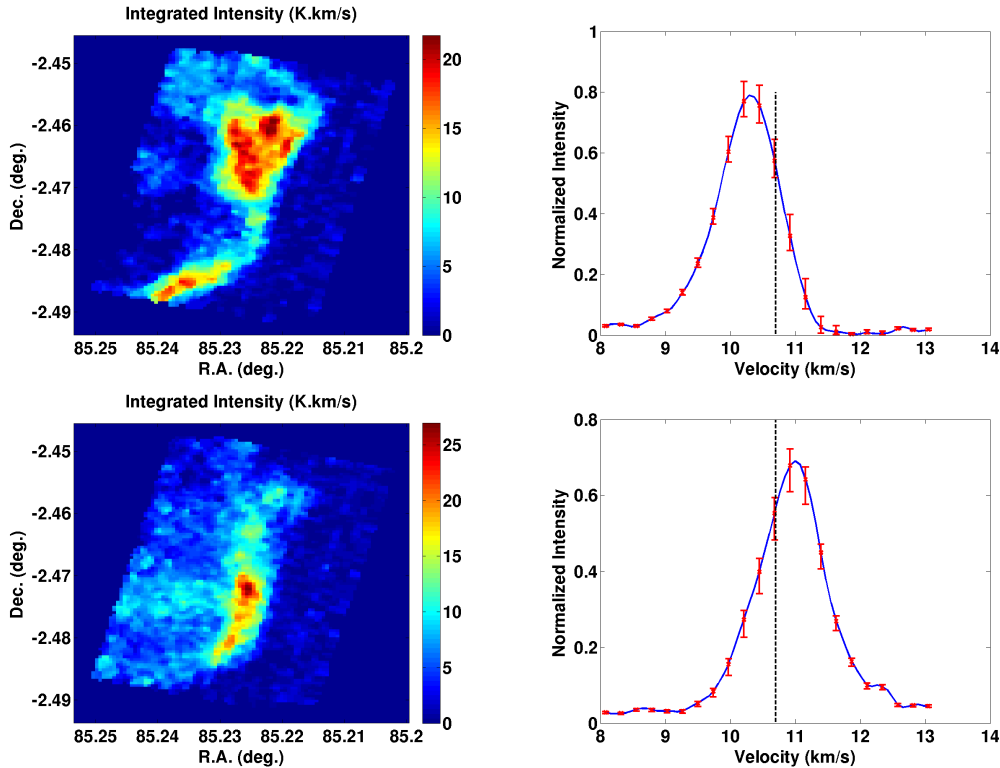 Integrated Intensity (K.km/s)
-2.45
-2.46
-2.47
-2.48
-2.49
Dec. (deg.)
85.25 85.24 85.23 85.22 85.21 85.2
R.A. (deg.)
20
15
10
5
0
1
0.8
0.6
0.4
0.2
0
Normalized Intensity
8 9 10 11 12 13 14
Velocity (km/s)
Integrated Intensity (K.km/s)
-2.45
-2.46
-2.47
-2.48
-2.49
Dec. (deg.)
85.25 85.24 85.23 85.22 85.21 85.2
R.A. (deg.)
25
20
15
10
5
0
0.8
0.6
0.4
0.2
0
Normalized Intensity
8 9 10 11 12 13 14
Velocity (km/s)